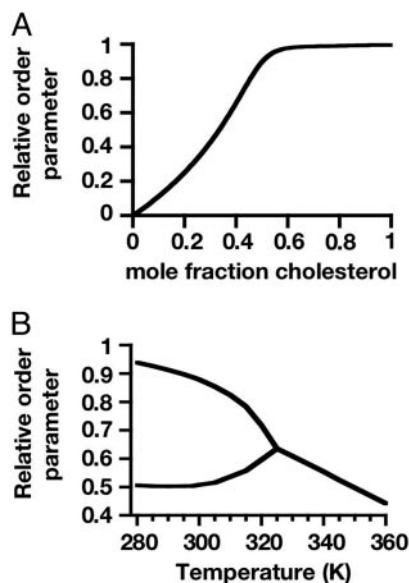 A
Relative order
parameter
1
0.8
0.6
0.4
0.2
0
0 0.2 0.4 0.6 0.8 1
mole fraction cholesterol
B
Relative order
parameter
1
0.9
0.8
0.7
0.6
0.5
0.4
280 300 320 340 360
Temperature (K)